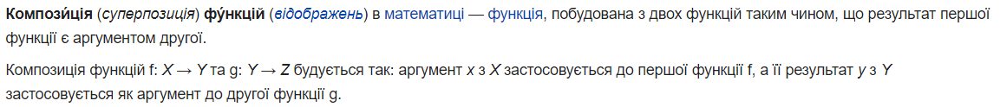 Компози́ція (суперпозиція) фу́нкцій (відображень) в математиці — функція, побудована з двох функцій таким чином, що результат першої
функції є аргументом другої.
Композиція функцій f: X → Y та g: Y → Z будується так: аргумент x з X застосовується до першої функції f, а її результат y з Y
застосовується як аргумент до другої функції g.